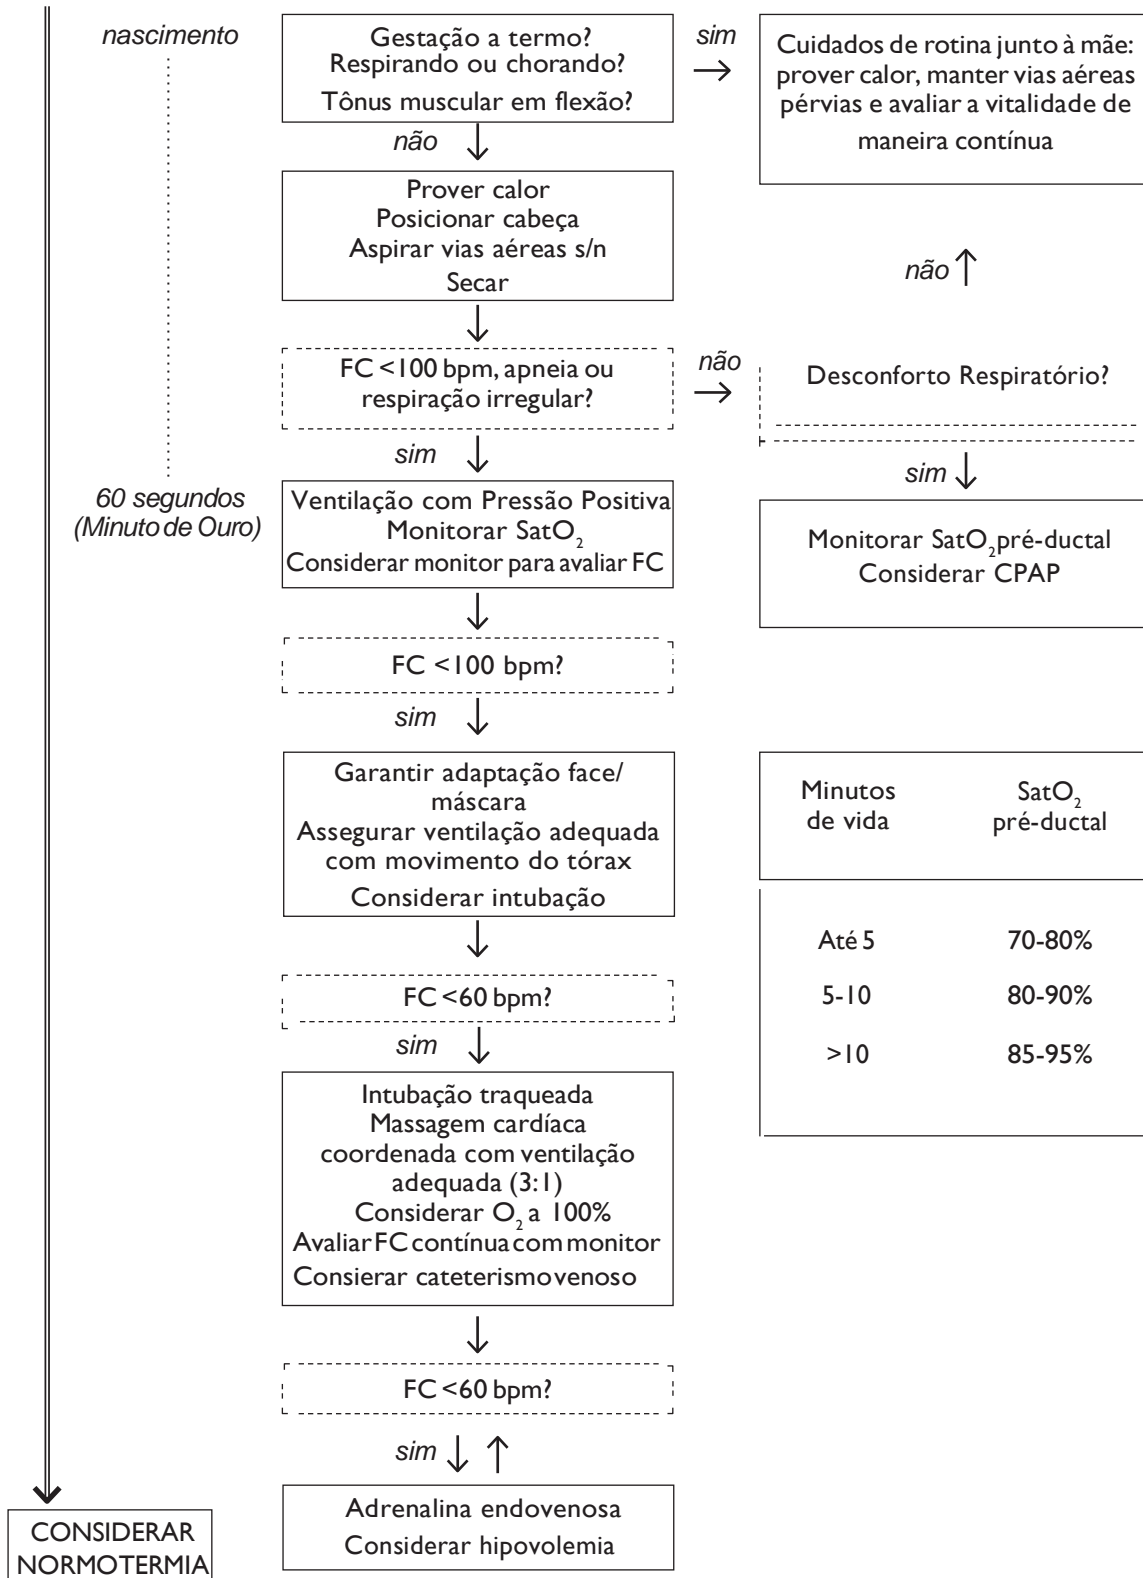 nascimento
Gestação a termo?
Respirando ou chorando?
Tônus muscular em flexão?
sim
Cuidados de rotina junto à mãe:
prover calor, manter vias aéreas
pérvias e avaliar a vitalidade de
maneira contínua
não
Prover calor
Posicionar cabeça
Aspirar vias aéreas s/n
Secar
não
FC <100 bpm, apneia ou
respiração irregular?
não
Desconforto Respiratório?
sim
sim
60 segundos
(Minuto de Ouro)
Ventilação com Pressão Positiva
Monitorar SatO₂
Considerar monitor para avaliar FC
Monitorar SatO₂ pré-ductal
Considerar CPAP
FC <100 bpm?
sim
Garantir adaptação face/
máscara
Assegurar ventilação adequada
com movimento do tórax
Considerar intubação
Minutos
de vida
SatO₂
pré-ductal
Até 5 70-80%
5-10 80-90%
>10 85-95%
FC <60 bpm?
sim
Intubação traqueada
Massagem cardíaca
coordenada com ventilação
adequada (3:1)
Considerar O₂ a 100%
Avaliar FC contínua com monitor
Consierar cateterismo venoso
FC <60 bpm?
sim
Adrenalina endovenosa
Considerar hipovolemia
CONSIDERAR
NORMOTERMIA